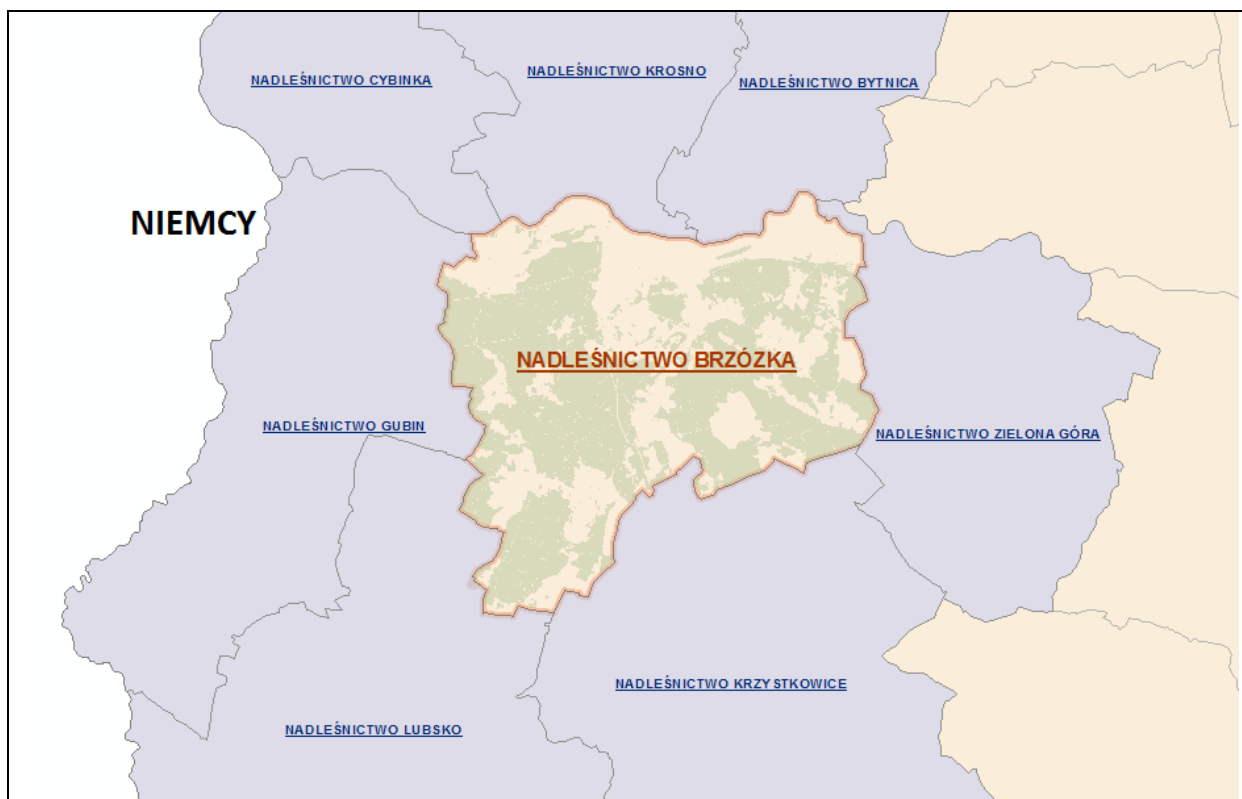 NADLEŚNICTWO CYBINKA
NADLEŚNICTWO KROSNO
NADLEŚNICTWO BYTNICA
NIEMCY
NADLEŚNICTWO BRZÓZKA
NADLEŚNICTWO GUBIN
NADLEŚNICTWO ZIELONA GÓRA
NADLEŚNICTWO KRZYSTKOWICE
NADLEŚNICTWO LUBSKO